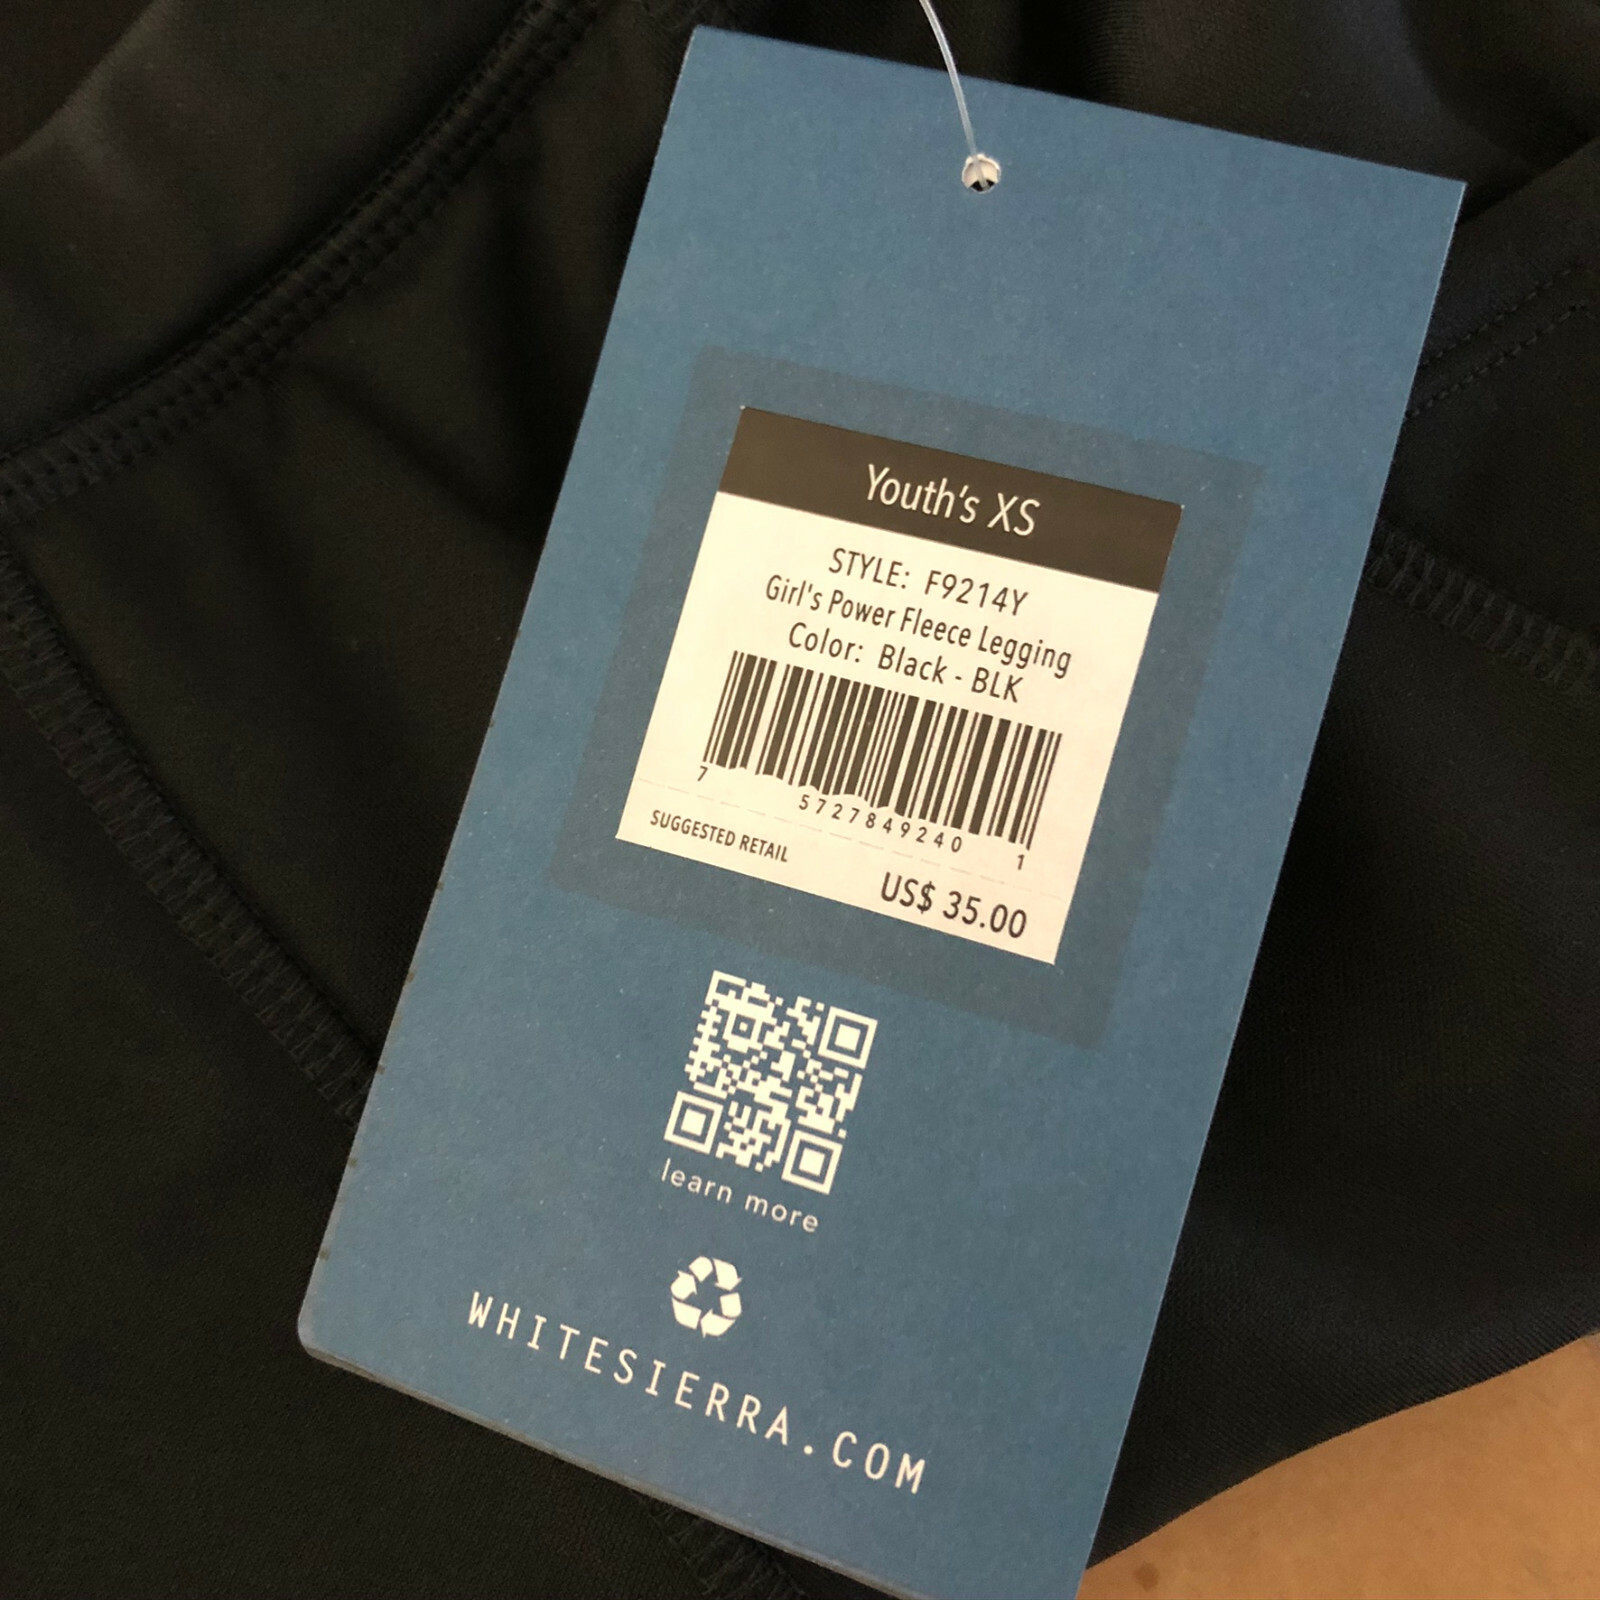 Youth's XS
STYLE: F9214Y
Girl's Power Fleece Legging
Color: Black - BLK
7 5727849240 1
SUGGESTED RETAIL
US$ 35.00
learn more
WHITESIERRA.COM